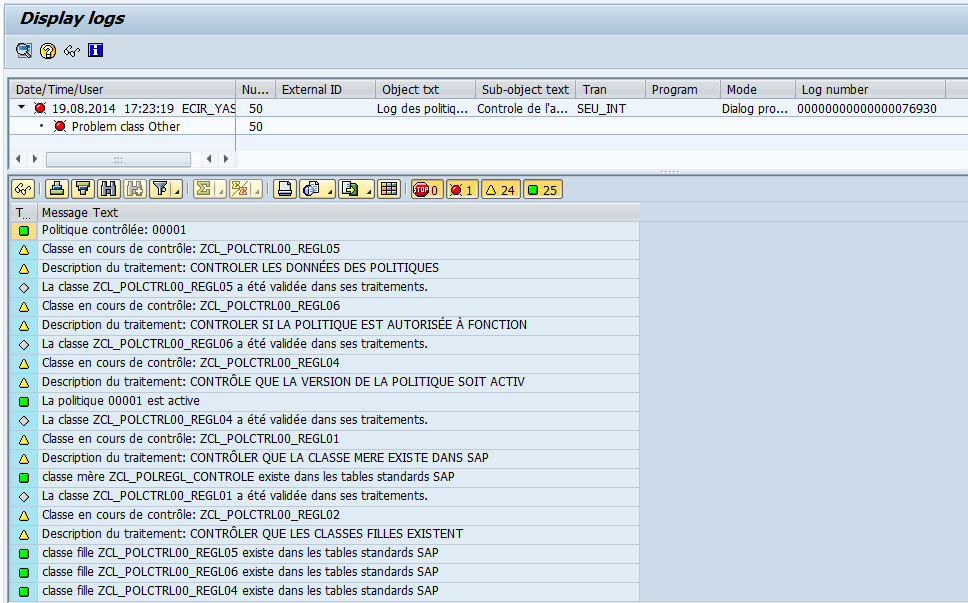 Display logs
Date/Time/User Nu... External ID Object txt Sub-object text Tran Program Mode Log number
19.08.2014 17:23:19 ECIR_YAS 50 Log des politiq... Controle de l'a... SEU_INT Dialog pro... 00000000000000076930
Problem class Other 50
STOP 0 1 24 25
T... Message Text
Politique contrôlée: 00001
Classe en cours de contrôle: ZCL_POLCTRL00_REGL05
Description du traitement: CONTROLER LES DONNÉES DES POLITIQUES
La classe ZCL_POLCTRL00_REGL05 a été validée dans ses traitements.
Classe en cours de contrôle: ZCL_POLCTRL00_REGL06
Description du traitement: CONTROLER SI LA POLITIQUE EST AUTORISÉE À FONCTION
La classe ZCL_POLCTRL00_REGL06 a été validée dans ses traitements.
Classe en cours de contrôle: ZCL_POLCTRL00_REGL04
Description du traitement: CONTRÔLE QUE LA VERSION DE LA POLITIQUE SOIT ACTIV
La politique 00001 est active
La classe ZCL_POLCTRL00_REGL04 a été validée dans ses traitements.
Classe en cours de contrôle: ZCL_POLCTRL00_REGL01
Description du traitement: CONTRÔLER QUE LA CLASSE MERE EXISTE DANS SAP
classe mère ZCL_POLREGL_CONTROLE existe dans les tables standards SAP
La classe ZCL_POLCTRL00_REGL01 a été validée dans ses traitements.
Classe en cours de contrôle: ZCL_POLCTRL00_REGL02
Description du traitement: CONTRÔLER QUE LES CLASSES FILLES EXISTENT
classe fille ZCL_POLCTRL00_REGL05 existe dans les tables standards SAP
classe fille ZCL_POLCTRL00_REGL06 existe dans les tables standards SAP
classe fille ZCL_POLCTRL00_REGL04 existe dans les tables standards SAP